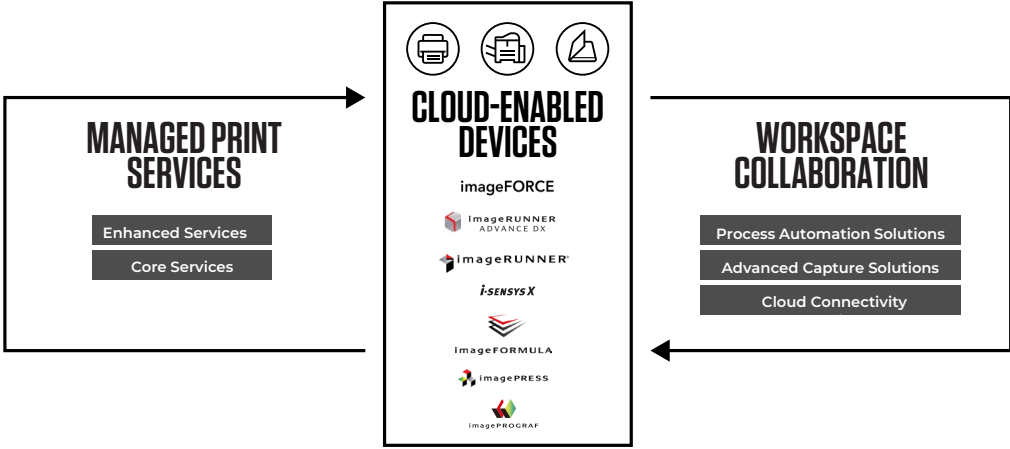 MANAGED PRINT
SERVICES
Enhanced Services
Core Services
CLOUD-ENABLED
DEVICES
imageFORCE
imageRUNNER
ADVANCE DX
imageRUNNER®
i-SENSYS X
imageFORMULA
imagePRESS
imagePROGRAF
WORKSPACE
COLLABORATION
Process Automation Solutions
Advanced Capture Solutions
Cloud Connectivity